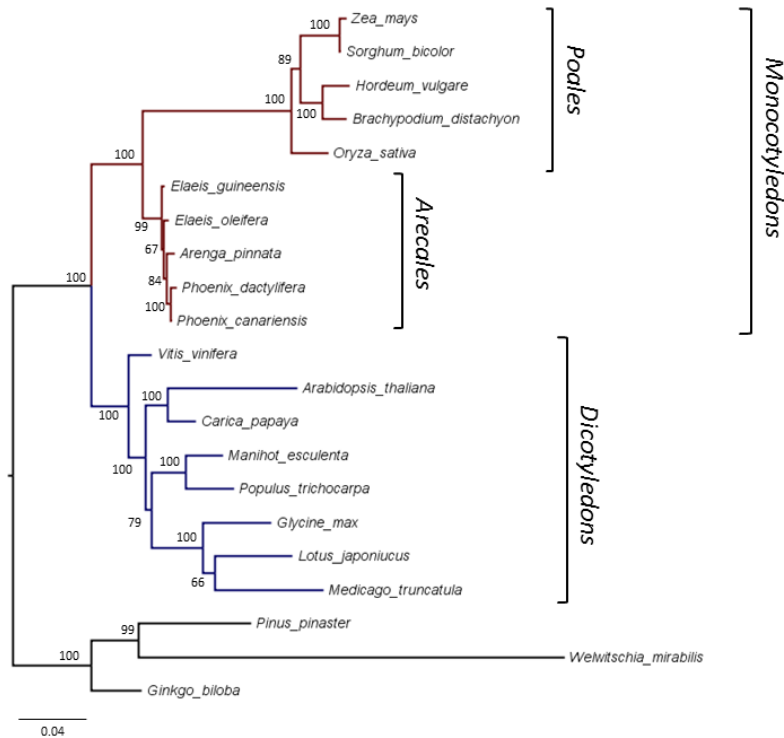 Zea_mays
100
Sorghum_bicolor
89
Hordeum_vulgare
100
100
Brachypodium_distachyon
Oryza_sativa
Poales
Monocotyledons
100
Elaeis_guineensis
99
Elaeis_oleifera
67
Arenga_pinnata
84
Phoenix_dactylifera
100
Phoenix_canariensis
Arecales
100
Vitis_vinifera
100
Arabidopsis_thaliana
100
Carica_papaya
100
Manihot_esculenta
100
Populus_trichocarpa
79
Glycine_max
100
Lotus_japoniucus
66
Medicago_truncatula
Dicotyledons
Pinus_pinaster
99
100
Welwitschia_mirabilis
Ginkgo_biloba
0.04